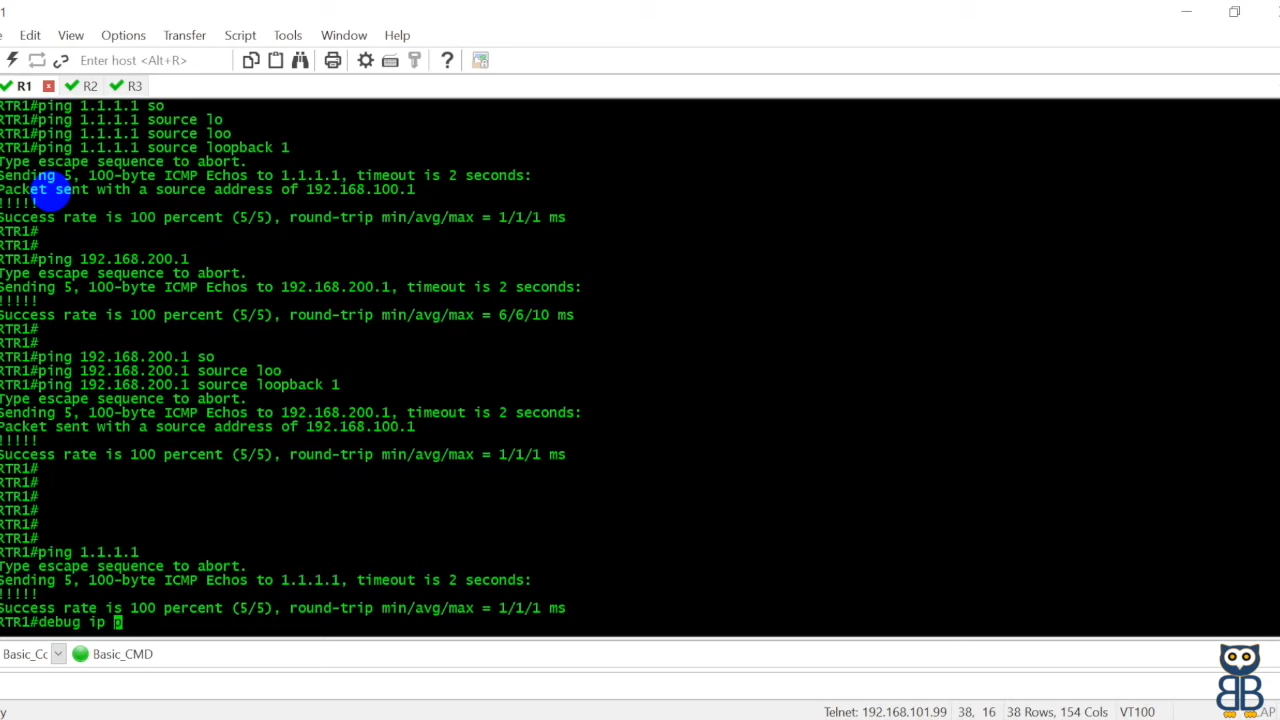 1
e Edit View Options Transfer Script Tools Window Help
Enter host <Alt+R>
R1 R2 R3
RTR1#ping 1.1.1.1 so
RTR1#ping 1.1.1.1 source lo
RTR1#ping 1.1.1.1 source loo
RTR1#ping 1.1.1.1 source loopback 1
Type escape sequence to abort.
Sending 5, 100-byte ICMP Echos to 1.1.1.1, timeout is 2 seconds:
Packet sent with a source address of 192.168.100.1
!!!!!
Success rate is 100 percent (5/5), round-trip min/avg/max = 1/1/1 ms
RTR1#
RTR1#
RTR1#ping 192.168.200.1
Type escape sequence to abort.
Sending 5, 100-byte ICMP Echos to 192.168.200.1, timeout is 2 seconds:
!!!!!
Success rate is 100 percent (5/5), round-trip min/avg/max = 6/6/10 ms
RTR1#
RTR1#
RTR1#ping 192.168.200.1 so
RTR1#ping 192.168.200.1 source loo
RTR1#ping 192.168.200.1 source loopback 1
Type escape sequence to abort.
Sending 5, 100-byte ICMP Echos to 192.168.200.1, timeout is 2 seconds:
Packet sent with a source address of 192.168.100.1
!!!!!
Success rate is 100 percent (5/5), round-trip min/avg/max = 1/1/1 ms
RTR1#
RTR1#
RTR1#
RTR1#
RTR1#
RTR1#
RTR1#ping 1.1.1.1
Type escape sequence to abort.
Sending 5, 100-byte ICMP Echos to 1.1.1.1, timeout is 2 seconds:
!!!!!
Success rate is 100 percent (5/5), round-trip min/avg/max = 1/1/1 ms
RTR1#debug ip p
Basic_Cc Basic_CMD
y Telnet: 192.168.101.99 38, 16 38 Rows, 154 Cols VT100